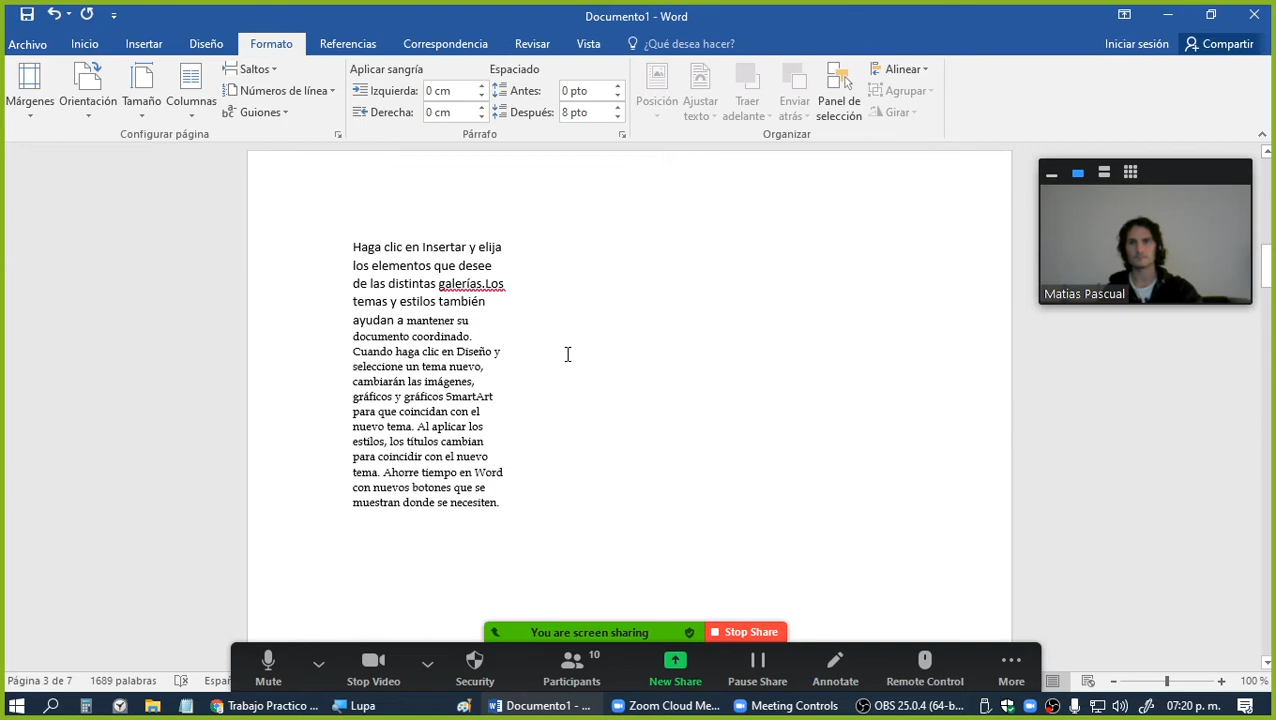 Documento1 - Word
Archivo Inicio Insertar Diseño Formato Referencias Correspondencia Revisar Vista ¿Qué desea hacer? Iniciar sesión Compartir
Márgenes Orientación Tamaño Columnas
Saltos
Números de línea
Guiones
Configurar página
Aplicar sangría Espaciado
Izquierda: 0 cm Antes: 0 pto
Derecha: 0 cm Después: 8 pto
Párrafo
Posición Ajustar texto Traer adelante Enviar atrás Panel de selección
Alinear
Agrupar
Girar
Organizar
Haga clic en Insertar y elija
los elementos que desee
de las distintas galerías.Los
temas y estilos también
ayudan a mantener su
documento coordinado.
Cuando haga clic en Diseño y
seleccione un tema nuevo,
cambiarán las imágenes,
gráficos y gráficos SmartArt
para que coincidan con el
nuevo tema. Al aplicar los
estilos, los títulos cambian
para coincidir con el nuevo
tema. Ahorre tiempo en Word
con nuevos botones que se
muestran donde se necesiten.
Matias Pascual
You are screen sharing Stop Share
10
Mute Stop Video Security Participants New Share Pause Share Annotate Remote Control More
Página 3 de 7 1689 palabras Españ 100 %
Trabajo Practico ... Lupa Documento1 - ... Zoom Cloud Me... Meeting Controls OBS 25.0.4 (64-b... 07:20 p. m.